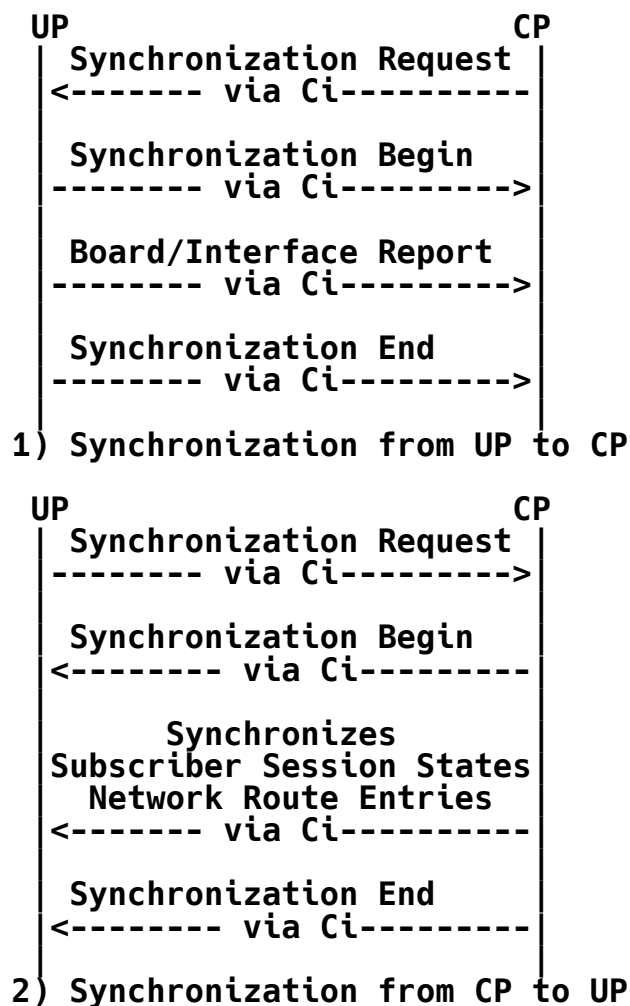 UP                        CP
|  Synchronization Request |
|<------- via Ci----------|
|                         |
|  Synchronization Begin  |
|-------- via Ci--------->|
|                         |
|  Board/Interface Report |
|-------- via Ci--------->|
|                         |
|  Synchronization End    |
|-------- via Ci--------->|
|                         |
1) Synchronization from UP to CP
UP                        CP
|  Synchronization Request |
|-------- via Ci--------->|
|                         |
|  Synchronization Begin  |
|<-------- via Ci---------|
|                         |
|      Synchronizes       |
|Subscriber Session States|
|  Network Route Entries  |
|<------- via Ci----------|
|                         |
|  Synchronization End    |
|<-------- via Ci---------|
|                         |
2) Synchronization from CP to UP